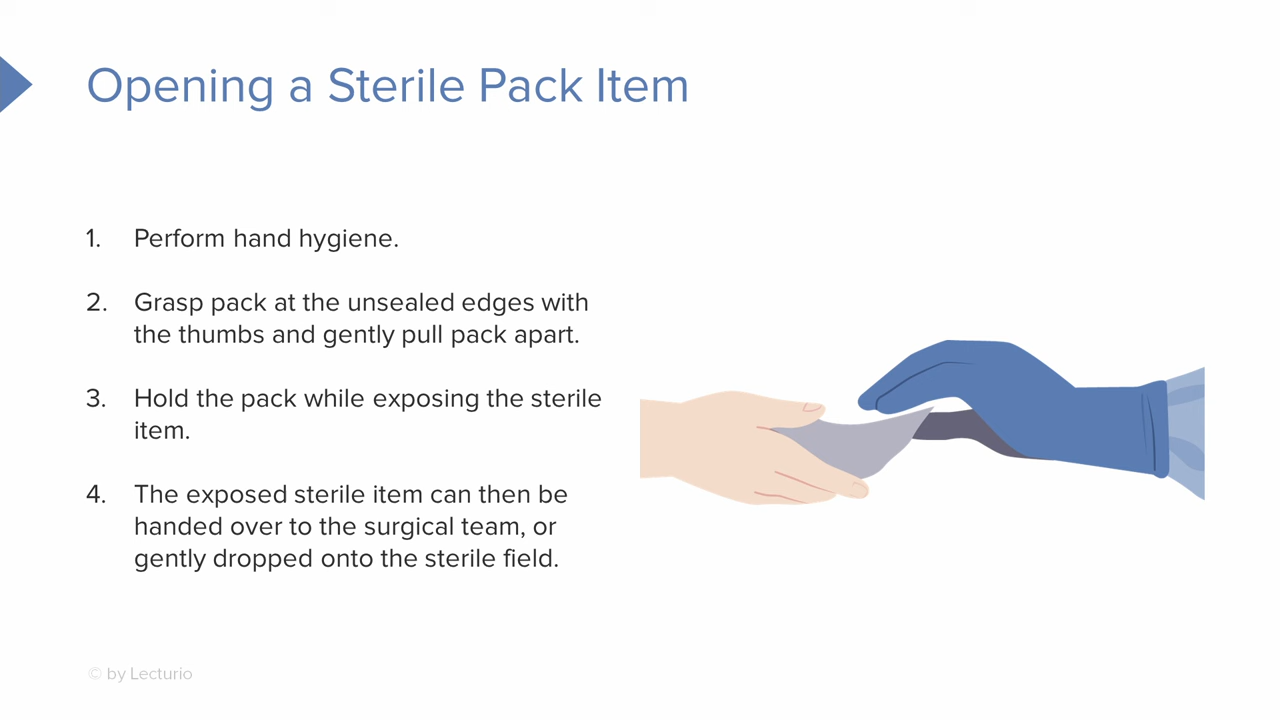 Opening a Sterile Pack Item
1. Perform hand hygiene.
2. Grasp pack at the unsealed edges with
the thumbs and gently pull pack apart.
3. Hold the pack while exposing the sterile
item.
4. The exposed sterile item can then be
handed over to the surgical team, or
gently dropped onto the sterile field.
© by Lecturio